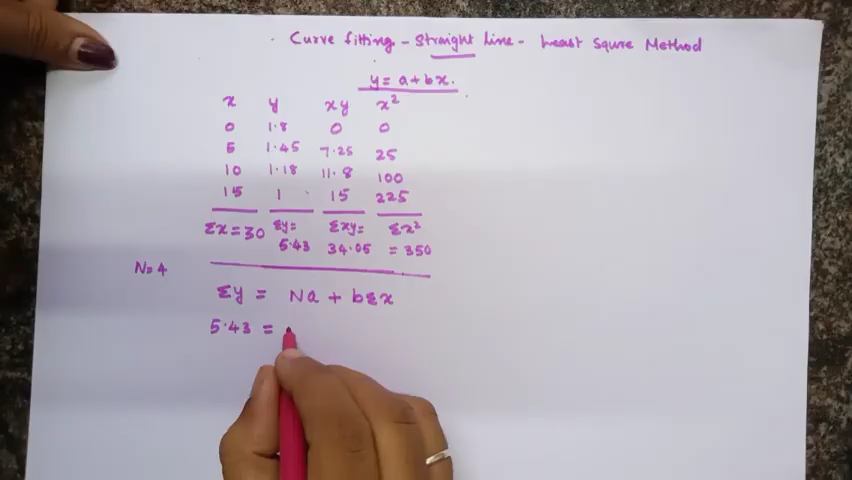 Curve fitting - Straight line - Least Squre Method
y = a + bx.
x y xy x²
0 1.8 0 0
5 1.45 7.25 25
10 1.18 11.8 100
15 1 15 225
Σx = 30 Σy = 5.43 Σxy = 34.05 Σx² = 350
N=4
Σy = Na + bΣx
5.43 =